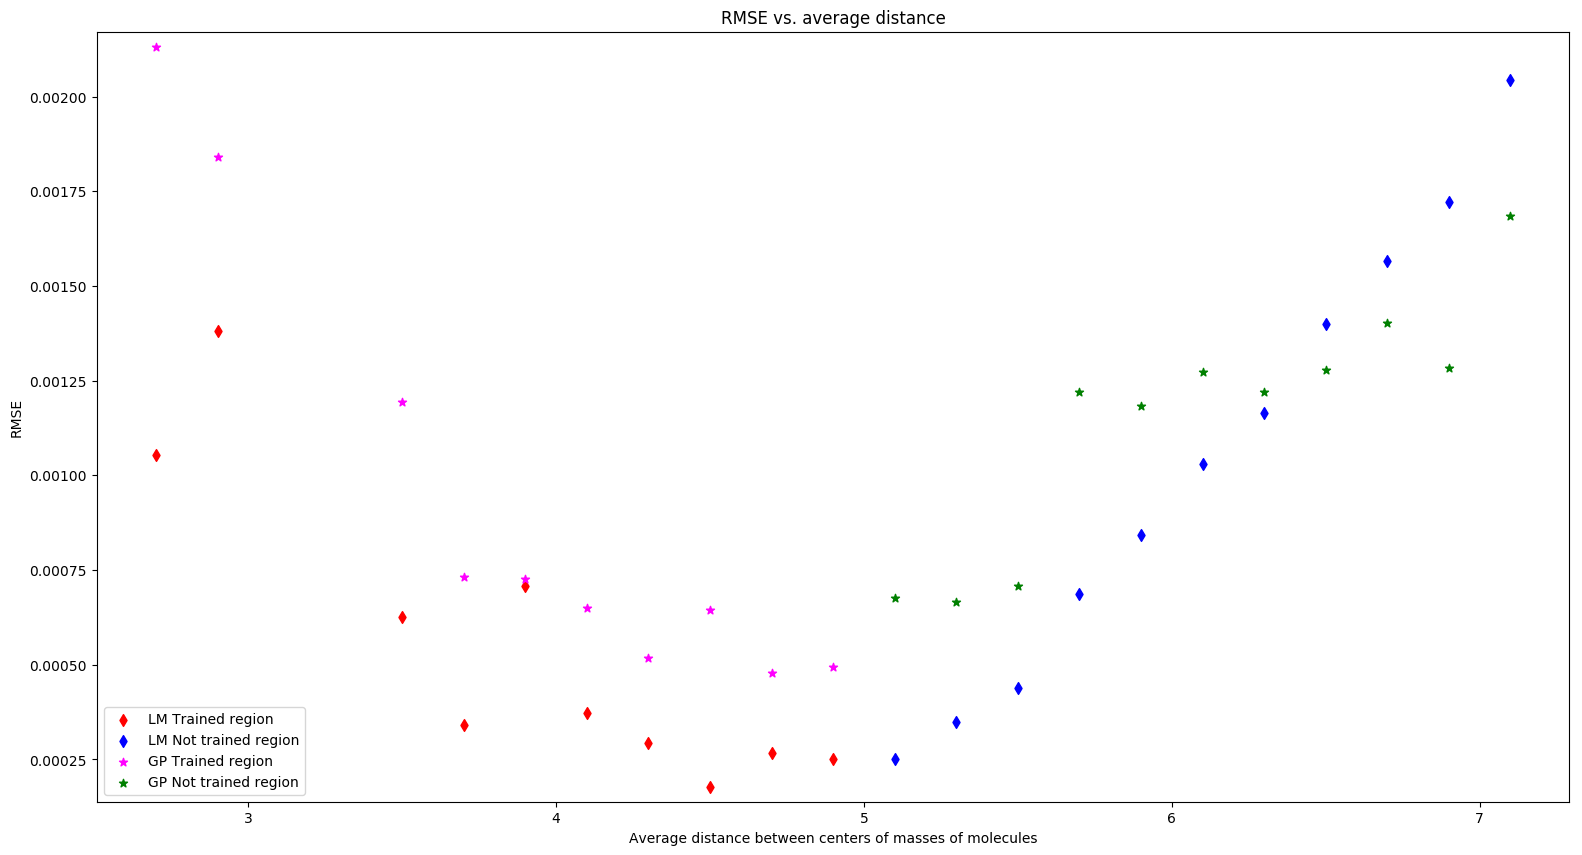 RMSE vs. average distance
RMSE
0.00200
0.00175
0.00150
0.00125
0.00100
0.00075
0.00050
0.00025
LM Trained region
LM Not trained region
GP Trained region
GP Not trained region
3 4 5 6 7
Average distance between centers of masses of molecules